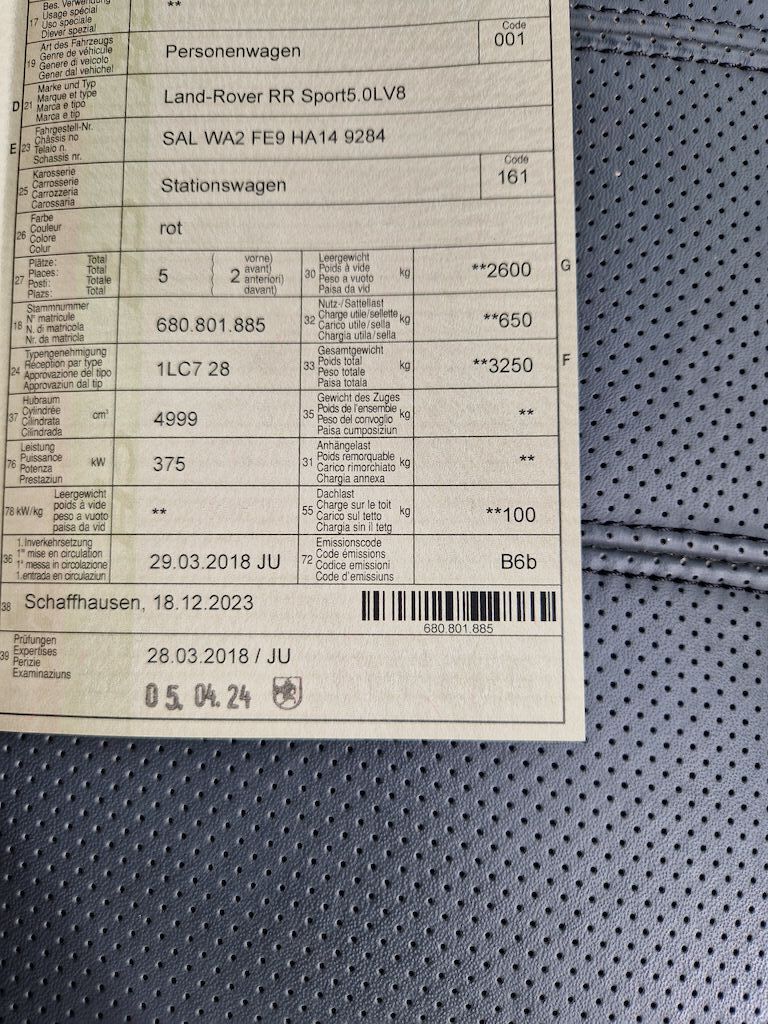 Bes. Verwendung
17 Usage spécial **
Uso speciale
Diever spezial
Art des Fahrzeugs Code
19 Genre de véhicule Personenwagen 001
Genere di veicolo
Gener dal vehichel
Marke und Typ
D 21 Marque et type Land-Rover RR Sport5.0LV8
Marca e tipo
Marca e tip
Fahrgestell-Nr.
E 23 Châssis no SAL WA2 FE9 HA14 9284
Telaio n.
Schassis nr.
Karosserie Code
25 Carrosserie Stationswagen 161
Carrozzeria
Carossaria
Farbe
26 Couleur rot
Colore
Colur
Plätze: Total vorne) Leergewicht
27 Places: Total 5 ( 2 avant) 30 Poids à vide kg **2600 G
Posti: Totale anteriori) Peso a vuoto
Plazs: Total davant) Paisa da vid
Stammnummer Nutz-/Sattellast
18 N° matricule 680.801.885 32 Charge utile/sellette kg **650
N. di matricola Carico utile/sella
Nr. da matricla Chargia utila/sella
Typengenehmigung Gesamtgewicht
24 Réception par type 1LC7 28 33 Poids total kg **3250 F
Approvazione del tipo Peso totale
Approvaziun dal tip Paisa totala
Hubraum Gewicht des Zuges
37 Cylindrée cm³ 4999 35 Poids de l'ensemble kg **
Cilindrata Peso del convoglio
Cilindrada Paisa cumposiziun
Leistung Anhängelast
76 Puissance kW 375 31 Poids remorquable kg **
Potenza Carico rimorchiato
Prestaziun Chargia annexa
Leergewicht Dachlast
78 kW/kg poids à vide ** 55 Charge sur le toit kg **100
peso a vuoto Carico sul tetto
paisa da vid Chargia sin il tetg
1. Inverkehrsetzung Emissionscode
36 1re mise en circulation 29.03.2018 JU 72 Code émissions B6b
1a messa in circolazione Codice emissioni
1. entrada en circulaziun Code d'emissiuns
38 Schaffhausen, 18.12.2023
680.801.885
Prüfungen
39 Expertises 28.03.2018 / JU
Perizie
Examinaziuns
05. 04. 24